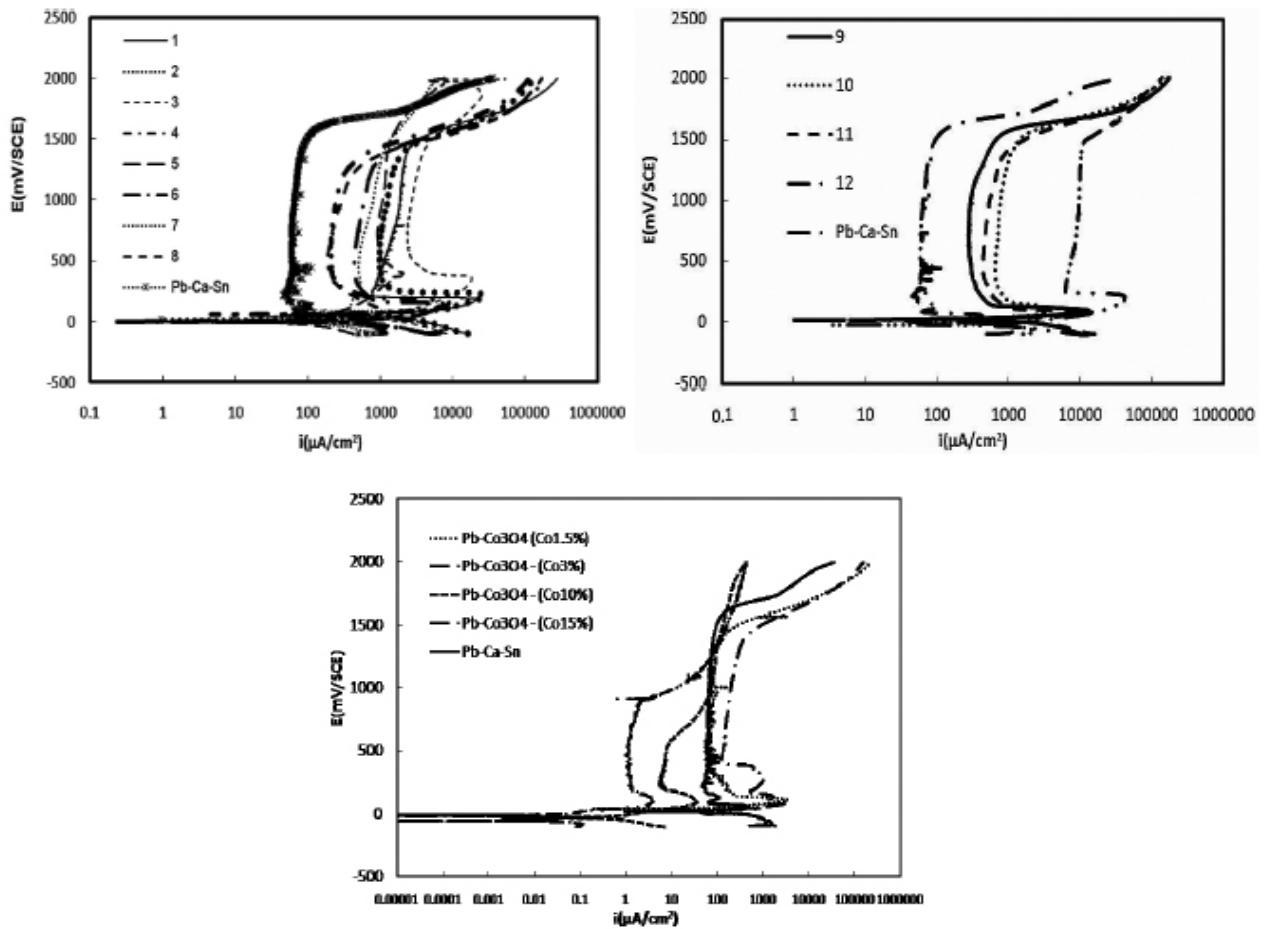 2500
2000
1500
1000
500
0
-500
E(mV/SCE)
1
2
3
4
5
6
7
8
Pb-Ca-Sn
0.1 1 10 100 1000 10000 100000 1000000
i(µA/cm²)
2500
2000
1500
1000
500
0
-500
E(mV/SCE)
9
10
11
12
Pb-Ca-Sn
0.1 1 10 100 1000 10000 100000 1000000
i(µA/cm²)
2500
2000
1500
1000
500
0
-500
E(mV/SCE)
Pb-Co3O4 (Co1.5%)
Pb-Co3O4 - (Co3%)
Pb-Co3O4 - (Co10%)
Pb-Co3O4 - (Co15%)
Pb-Ca-Sn
0.00001 0.0001 0.001 0.01 0.1 1 10 100 1000 10000 100000 1000000
i(µA/cm²)